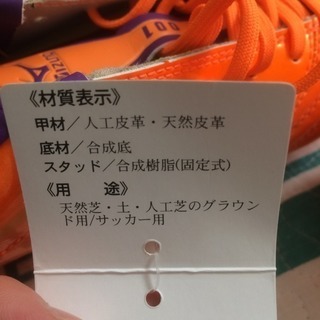 001
MIZUNO
《材質表示》
甲材/人工皮革・天然皮革
底材/合成底
スタッド/合成樹脂(固定式)
《用　　途》
天然芝・土・人工芝のグラウン
ド用/サッカー用